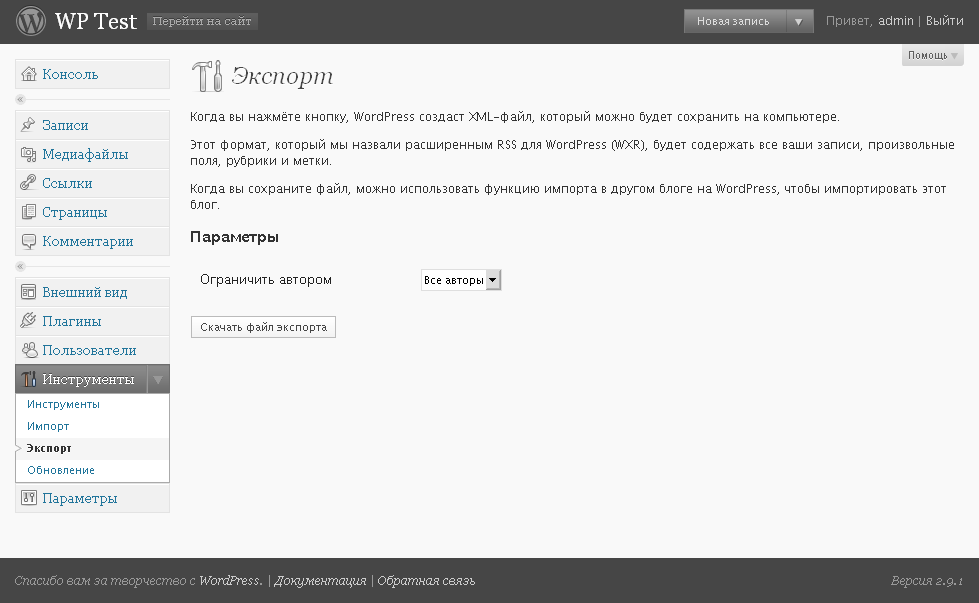 WP Test Перейти на сайт Новая запись Привет, admin | Выйти
Помощь
Консоль
Записи
Медиафайлы
Ссылки
Страницы
Комментарии
Внешний вид
Плагины
Пользователи
Инструменты
Инструменты
Импорт
Экспорт
Обновление
Параметры
Экспорт
Когда вы нажмёте кнопку, WordPress создаст XML-файл, который можно будет сохранить на компьютере.
Этот формат, который мы назвали расширенным RSS для WordPress (WXR), будет содержать все ваши записи, произвольные
поля, рубрики и метки.
Когда вы сохраните файл, можно использовать функцию импорта в другом блоге на WordPress, чтобы импортировать этот
блог.
Параметры
Ограничить автором Все авторы
Скачать файл экспорта
Спасибо вам за творчество с WordPress. | Документация | Обратная связь Версия 2.9.1